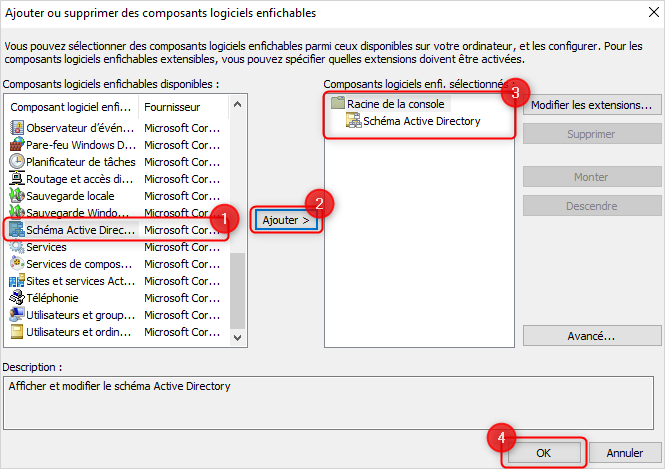 Ajouter ou supprimer des composants logiciels enfichables
Vous pouvez sélectionner des composants logiciels enfichables parmi ceux disponibles sur votre ordinateur, et les configurer. Pour les
composants logiciels enfichables extensibles, vous pouvez spécifier quelles extensions doivent être activées.
Composants logiciels enfichables disponibles :
Composant logiciel enfi... Fournisseur
Observateur d'événe... Microsoft Cor...
Pare-feu Windows D... Microsoft Cor...
Planificateur de tâches Microsoft Cor...
Routage et accès di... Microsoft Cor...
Sauvegarde locale Microsoft Cor...
Sauvegarde Windo... Microsoft Cor...
Schéma Active Direc... Microsoft Cor...
1
Services Microsoft Cor...
Services de compos... Microsoft Cor...
Sites et services Act... Microsoft Cor...
Téléphonie Microsoft Cor...
Utilisateurs et group... Microsoft Cor...
Utilisateurs et ordin... Microsoft Cor...
2
Ajouter >
Composants logiciels enfi. sélectionnés :
3
Racine de la console
Schéma Active Directory
Modifier les extensions...
Supprimer
Monter
Descendre
Avancé...
Description :
Afficher et modifier le schéma Active Directory
4
OK
Annuler